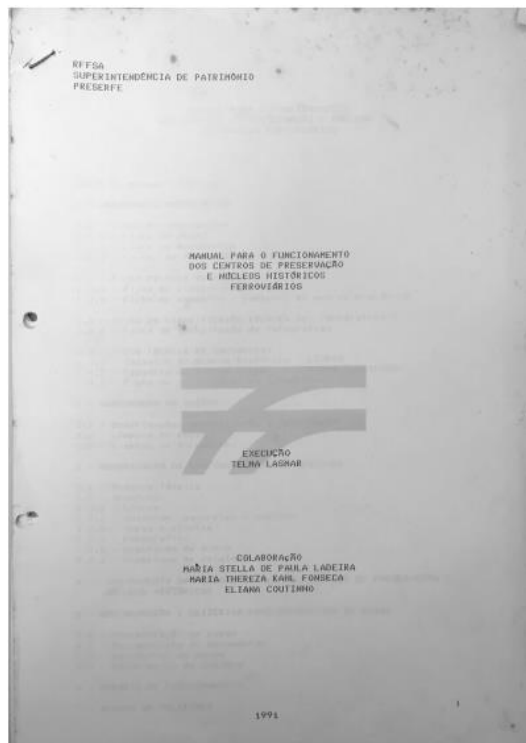 RFFSA
SUPERINTENDÊNCIA DE PATRIMÔNIO
PRESERFE
MANUAL PARA O FUNCIONAMENTO
DOS CENTROS DE PRESERVAÇÃO
E NÚCLEOS HISTÓRICOS
FERROVIÁRIOS
EXECUÇÃO
TELMA LASMAR
COLABORAÇÃO
MARIA STELLA DE PAULA LADEIRA
MARIA THEREZA KAHL FONSECA
ELIANA COUTINHO
1991